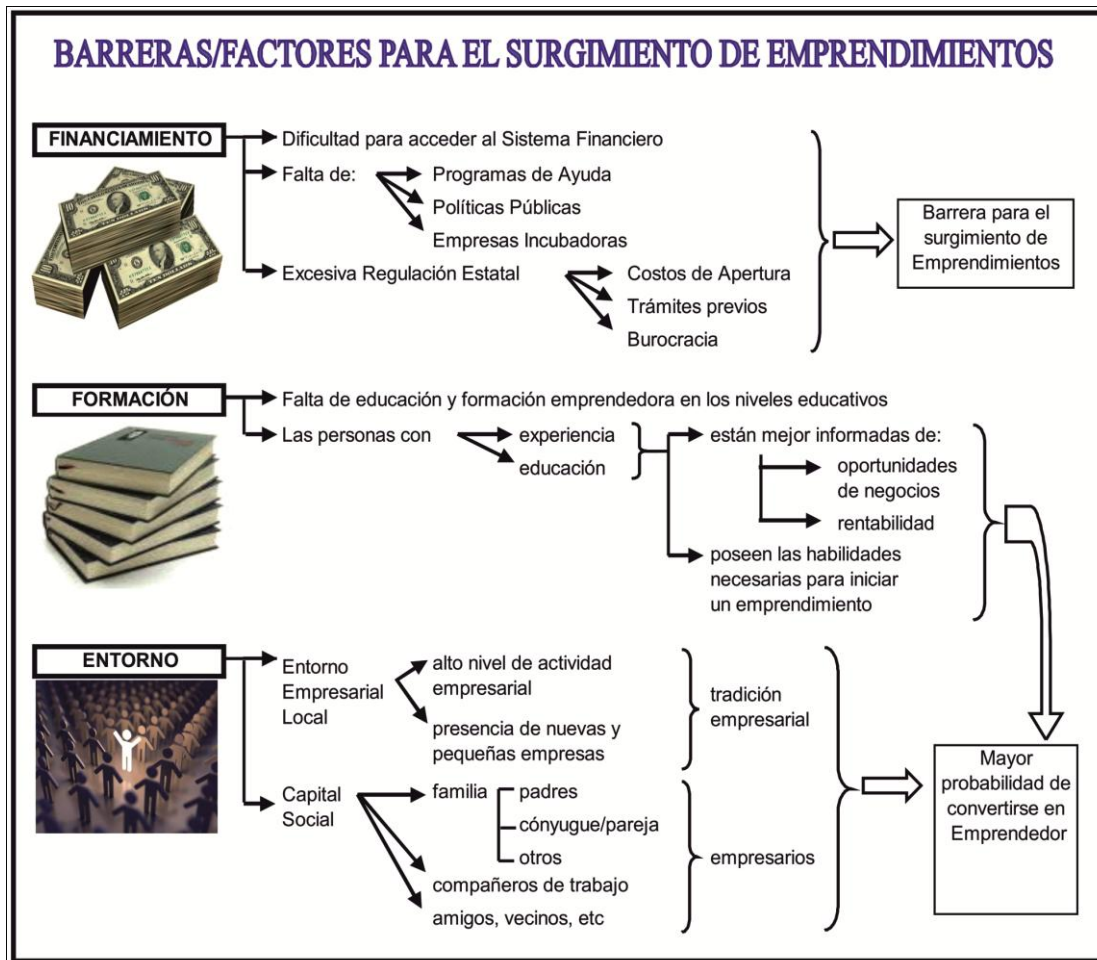 BARRERAS/FACTORES PARA EL SURGIMIENTO DE EMPRENDIMIENTOS
FINANCIAMIENTO
Dificultad para acceder al Sistema Financiero
Falta de:
Programas de Ayuda
Políticas Públicas
Empresas Incubadoras
Excesiva Regulación Estatal
Costos de Apertura
Trámites previos
Burocracia
Barrera para el
surgimiento de
Emprendimientos
FORMACIÓN
Falta de educación y formación emprendedora en los niveles educativos
Las personas con
experiencia
educación
están mejor informadas de:
oportunidades
de negocios
rentabilidad
poseen las habilidades
necesarias para iniciar
un emprendimiento
ENTORNO
Entorno
Empresarial
Local
alto nivel de actividad
empresarial
presencia de nuevas y
pequeñas empresas
tradición
empresarial
Capital
Social
familia
padres
cónyugue/pareja
otros
compañeros de trabajo
amigos, vecinos, etc
empresarios
Mayor
probabilidad de
convertirse en
Emprendedor